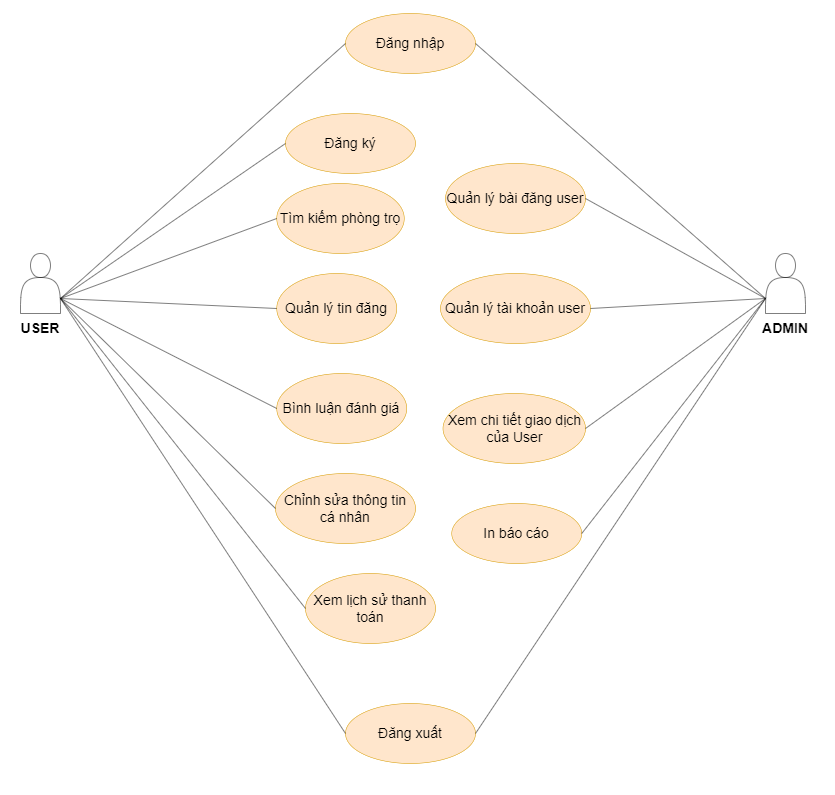 Đăng nhập
Đăng ký
Quản lý bài đăng user
Tìm kiếm phòng trọ
Quản lý tin đăng
Quản lý tài khoản user
USER
ADMIN
Bình luận đánh giá
Xem chi tiết giao dịch
của User
Chỉnh sửa thông tin
cá nhân
In báo cáo
Xem lịch sử thanh
toán
Đăng xuất